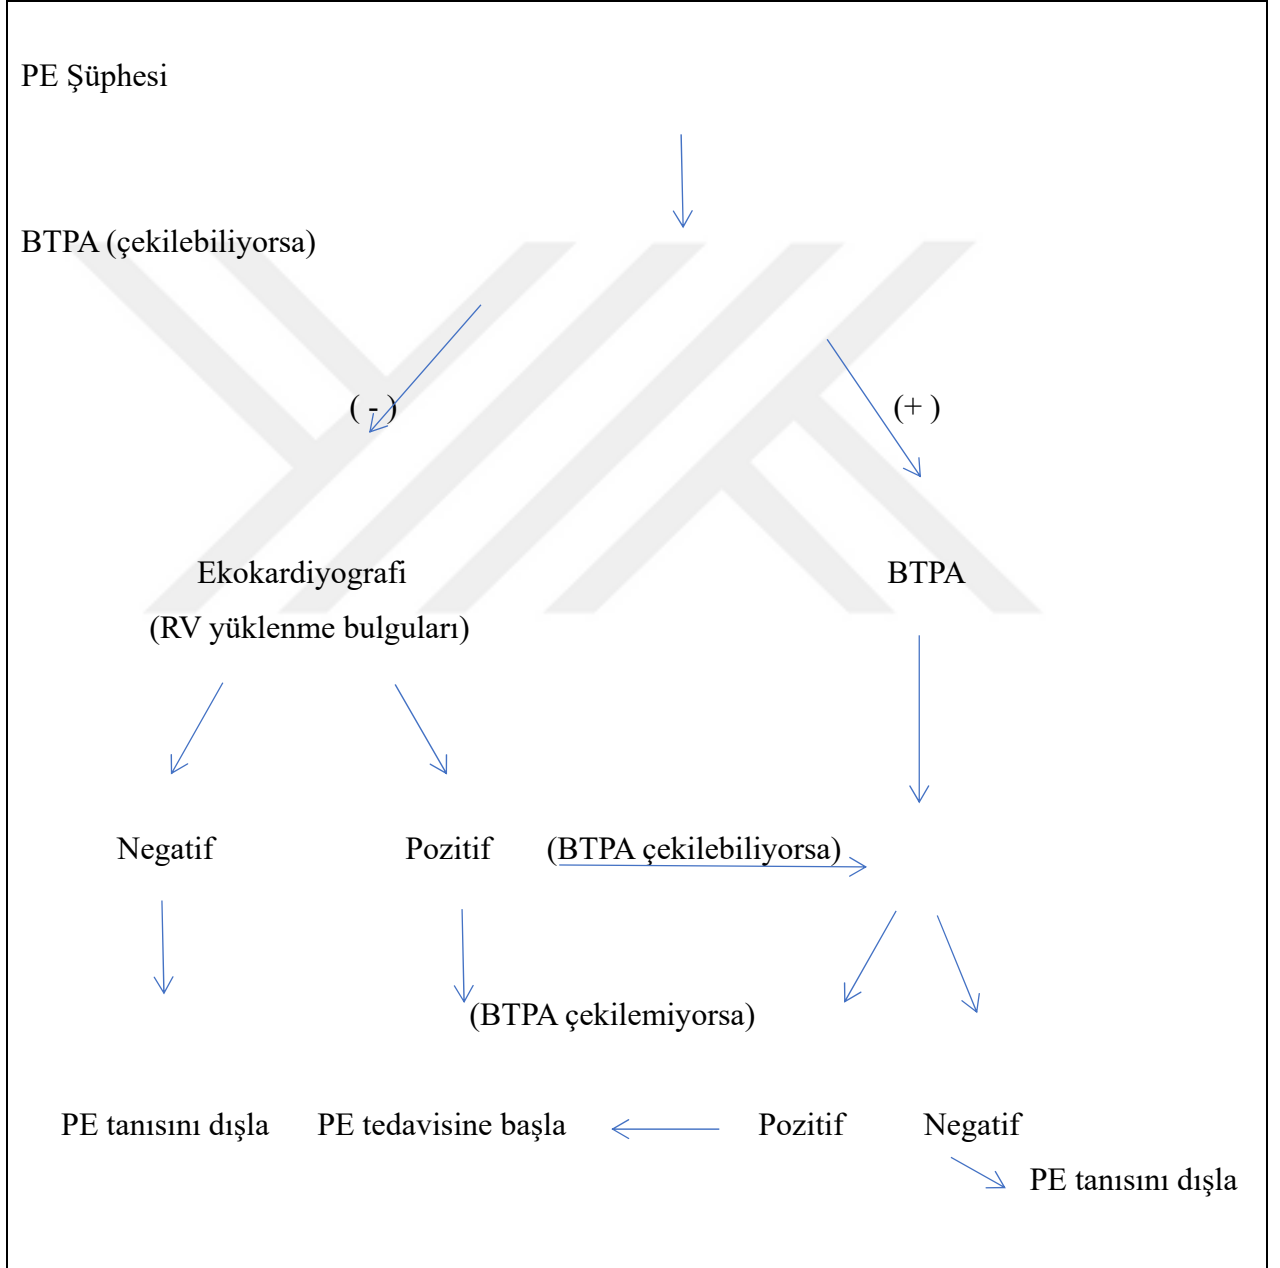 PE Şüphesi
BTPA (çekilebiliyorsa)
( - ) (+ )
Ekokardiyografi BTPA
(RV yüklenme bulguları)
Negatif Pozitif (BTPA çekilebiliyorsa)
(BTPA çekilemiyorsa)
PE tanısını dışla PE tedavisine başla Pozitif Negatif
PE tanısını dışla